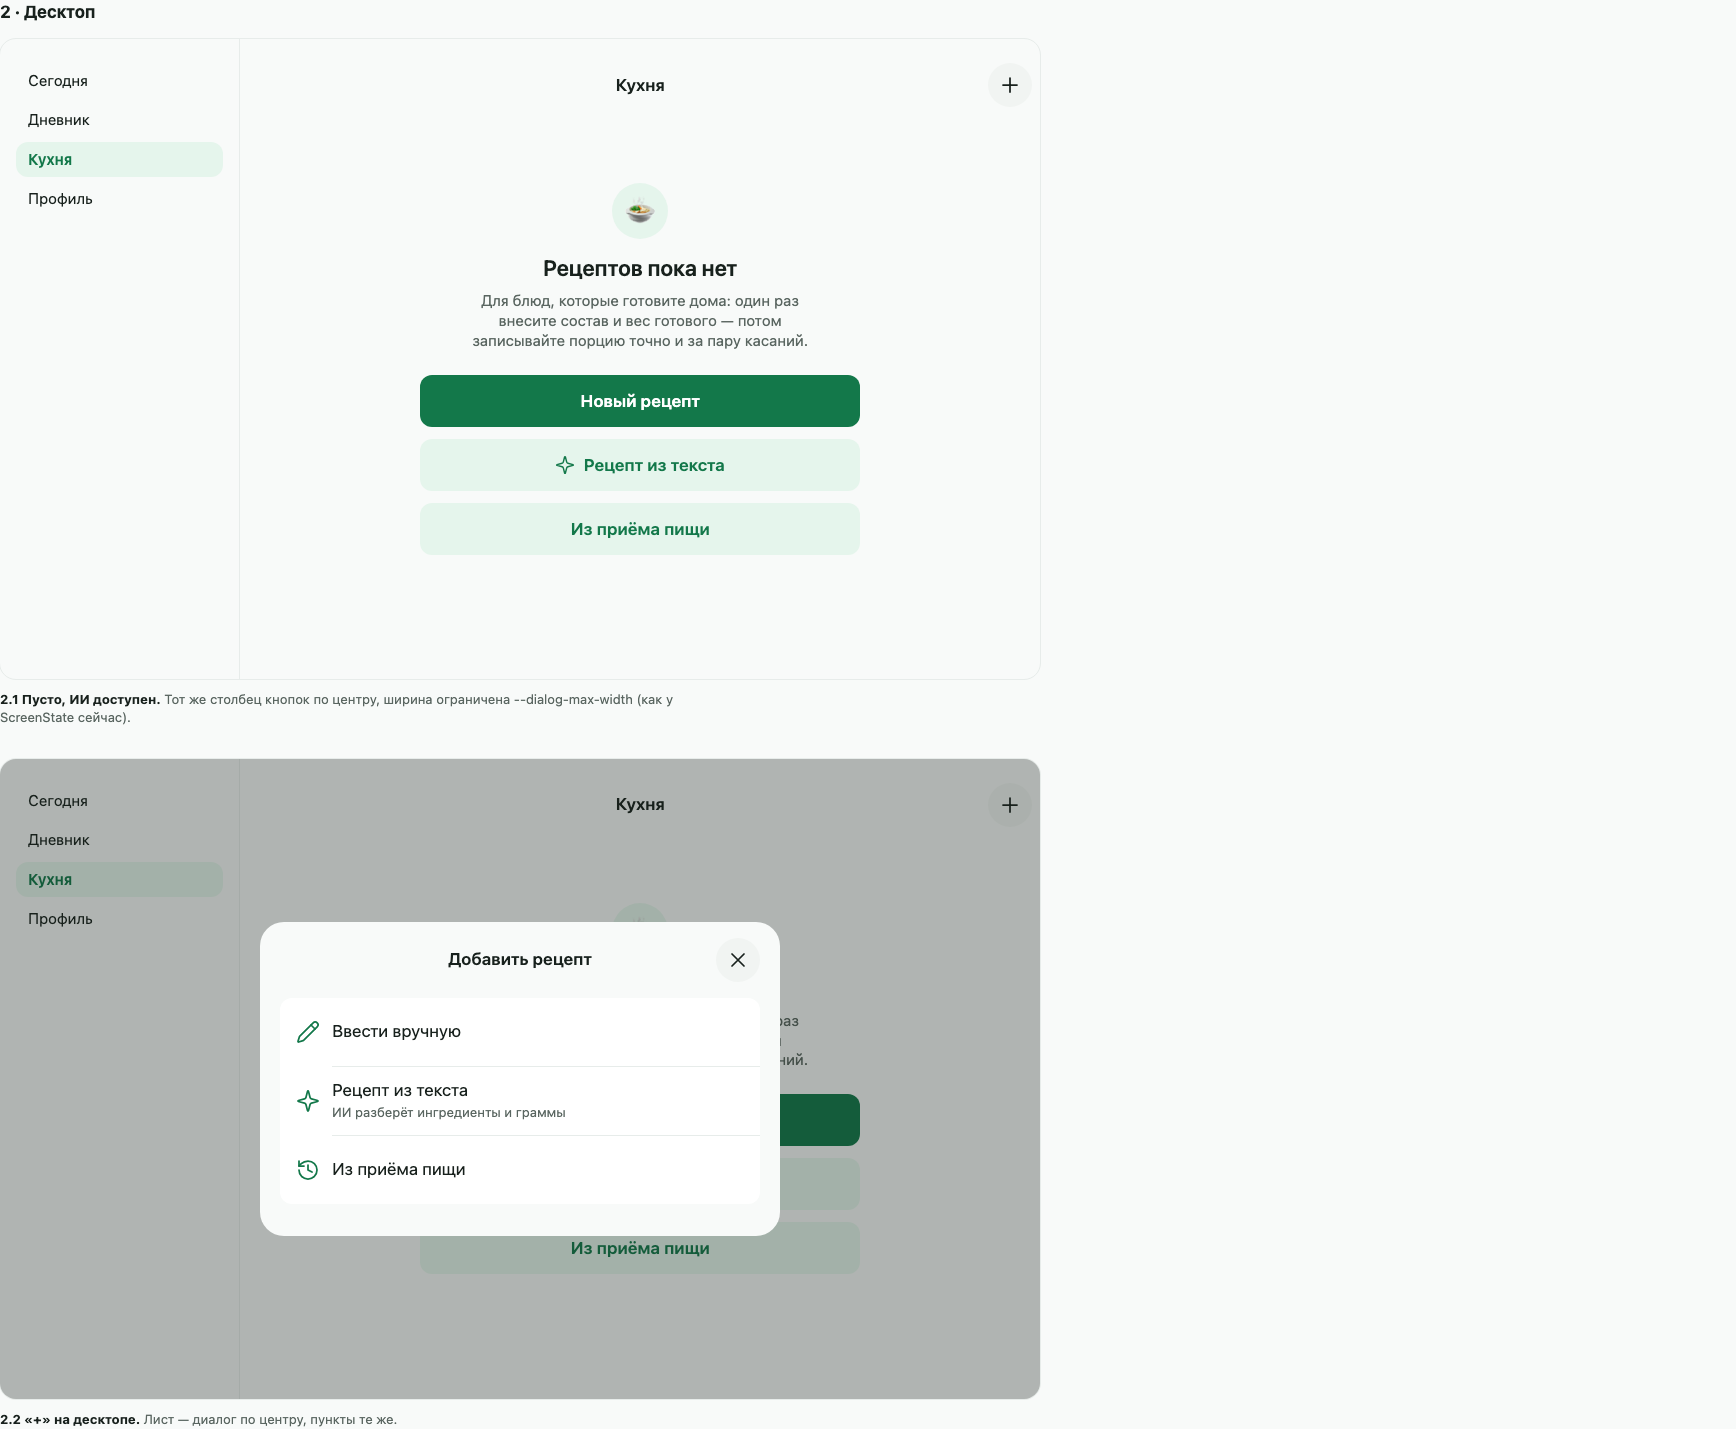 2 · Десктоп
Сегодня
Дневник
Кухня
Профиль
Кухня
Рецептов пока нет
Для блюд, которые готовите дома: один раз
внесите состав и вес готового — потом
записывайте порцию точно и за пару касаний.
Новый рецепт
Рецепт из текста
Из приёма пищи
2.1 Пусто, ИИ доступен. Тот же столбец кнопок по центру, ширина ограничена --dialog-max-width (как у
ScreenState сейчас).
Сегодня
Дневник
Кухня
Профиль
Кухня
Добавить рецепт
Ввести вручную
Рецепт из текста
ИИ разберёт ингредиенты и граммы
Из приёма пищи
раз
ний.
Из приёма пищи
2.2 «+» на десктопе. Лист — диалог по центру, пункты те же.